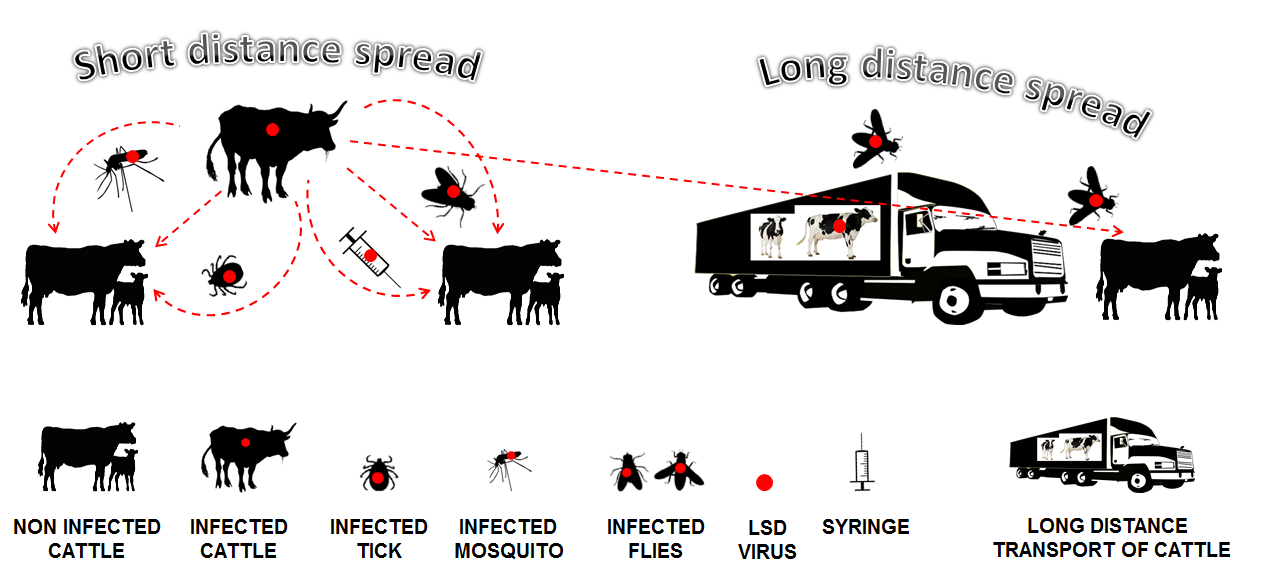 Short distance spread
Long distance spread
NON INFECTED
CATTLE
INFECTED
CATTLE
INFECTED
TICK
INFECTED
MOSQUITO
INFECTED
FLIES
LSD
VIRUS
SYRINGE
LONG DISTANCE
TRANSPORT OF CATTLE